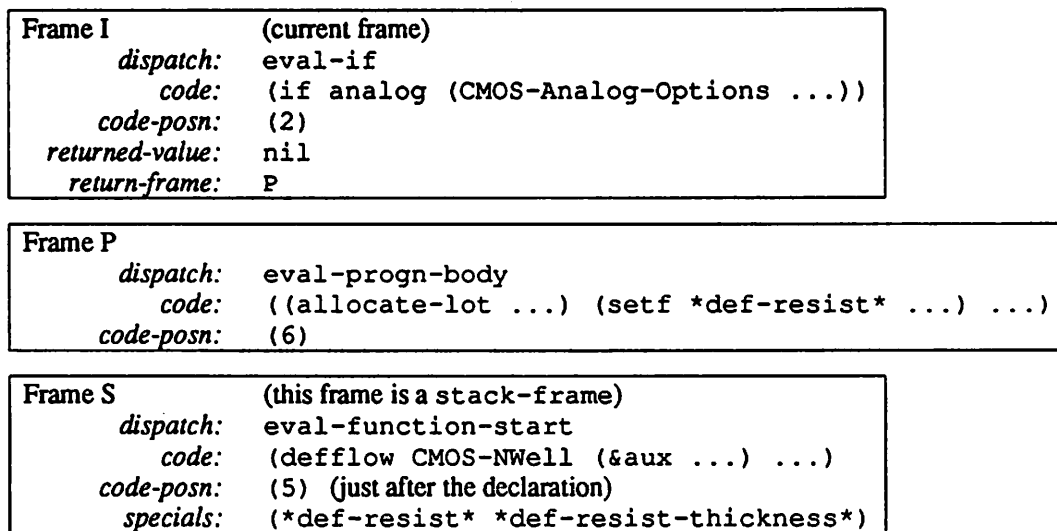 Frame I (current frame)
dispatch: eval-if
code: (if analog (CMOS-Analog-Options ...))
code-posn: (2)
returned-value: nil
return-frame: P
Frame P
dispatch: eval-progn-body
code: ((allocate-lot ...) (setf *def-resist* ...) ...)
code-posn: (6)
Frame S (this frame is a stack-frame)
dispatch: eval-function-start
code: (defflow CMOS-NWell (&aux ...) ...)
code-posn: (5) (just after the declaration)
specials: (*def-resist* *def-resist-thickness*)